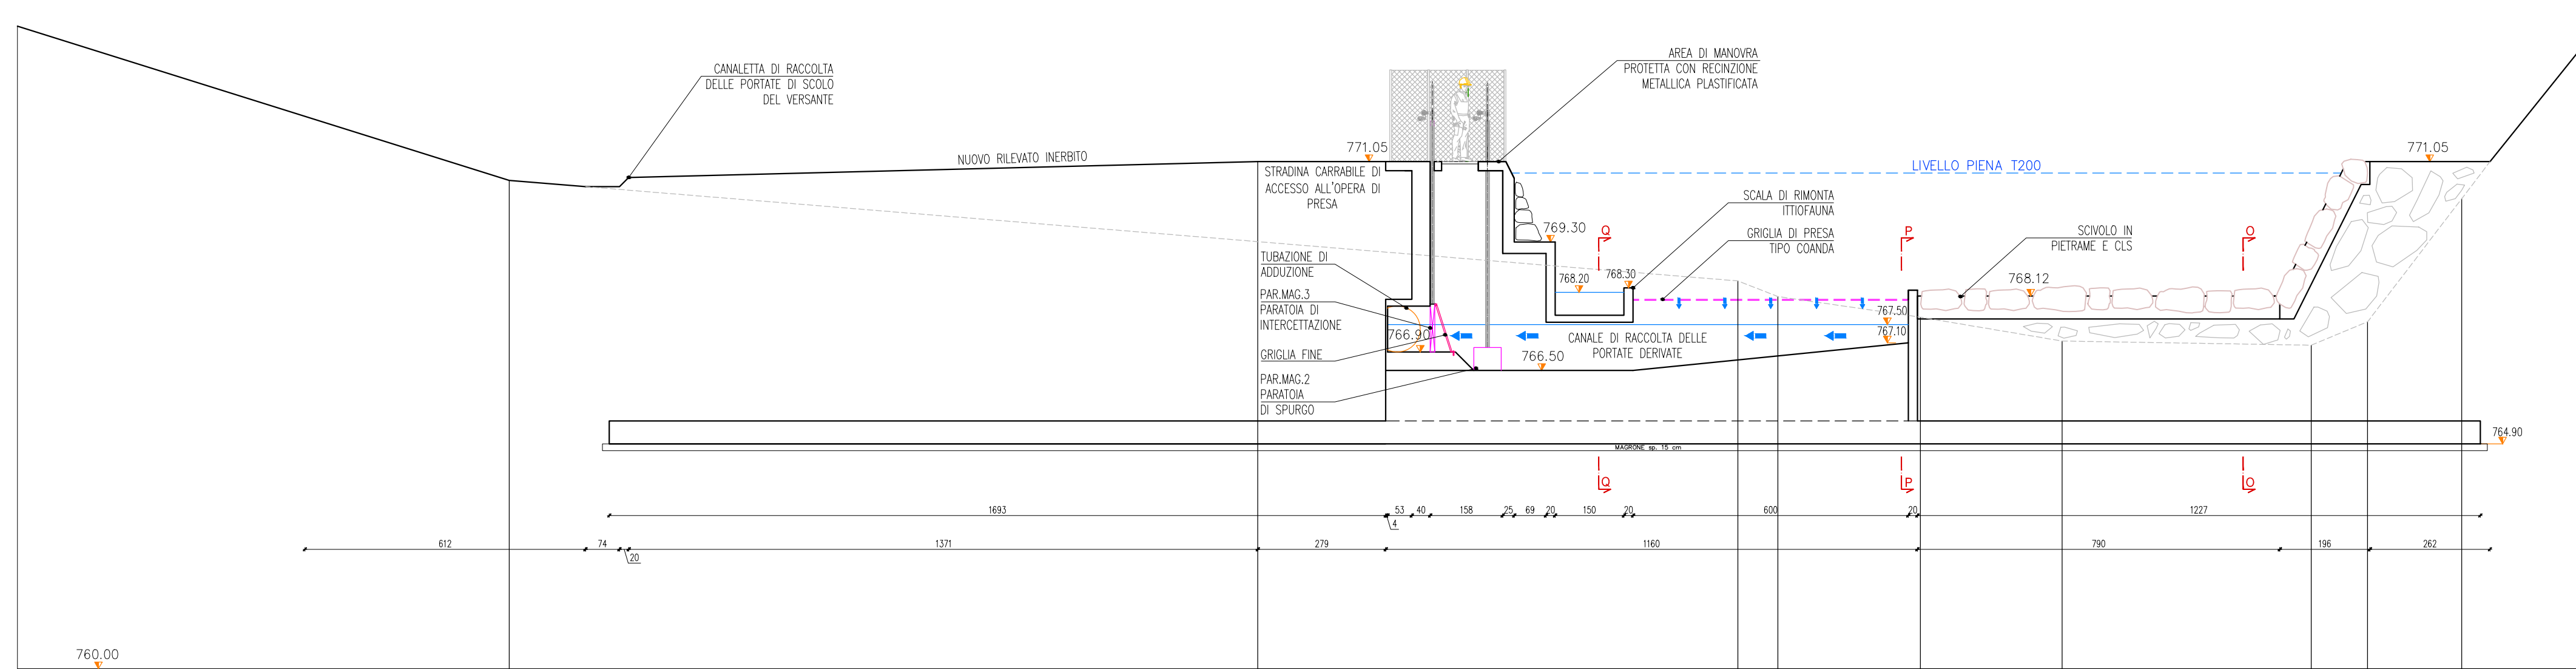 CANALETTA DI RACCOLTA
DELLE PORTATE DI SCOLO
DEL VERSANTE
AREA DI MANOVRA
PROTETTA CON RECINZIONE
METALLICA PLASTIFICATA
NUOVO RILEVATO INERBITO
771.05
STRADINA CARRABILE DI
ACCESSO ALL'OPERA DI
PRESA
LIVELLO PIENA T200
771.05
SCALA DI RIMONTA
ITTIOFAUNA
GRIGLIA DI PRESA
TIPO COANDA
769.30
Q
P
O
SCIVOLO IN
PIETRAME E CLS
TUBAZIONE DI
ADDUZIONE
768.20
768.30
768.12
PAR.MAG.3
PARATOIA DI
INTERCETTAZIONE
767.50
766.90
767.10
CANALE DI RACCOLTA DELLE
PORTATE DERIVATE
GRIGLIA FINE
766.50
PAR.MAG.2
PARATOIA
DI SPURGO
764.90
MAGRONE sp. 15 cm
Q
P
O
1693
53
40
158
25
69
20
150
20
600
20
1227
4
612
74
1371
279
1160
790
196
262
20
760.00